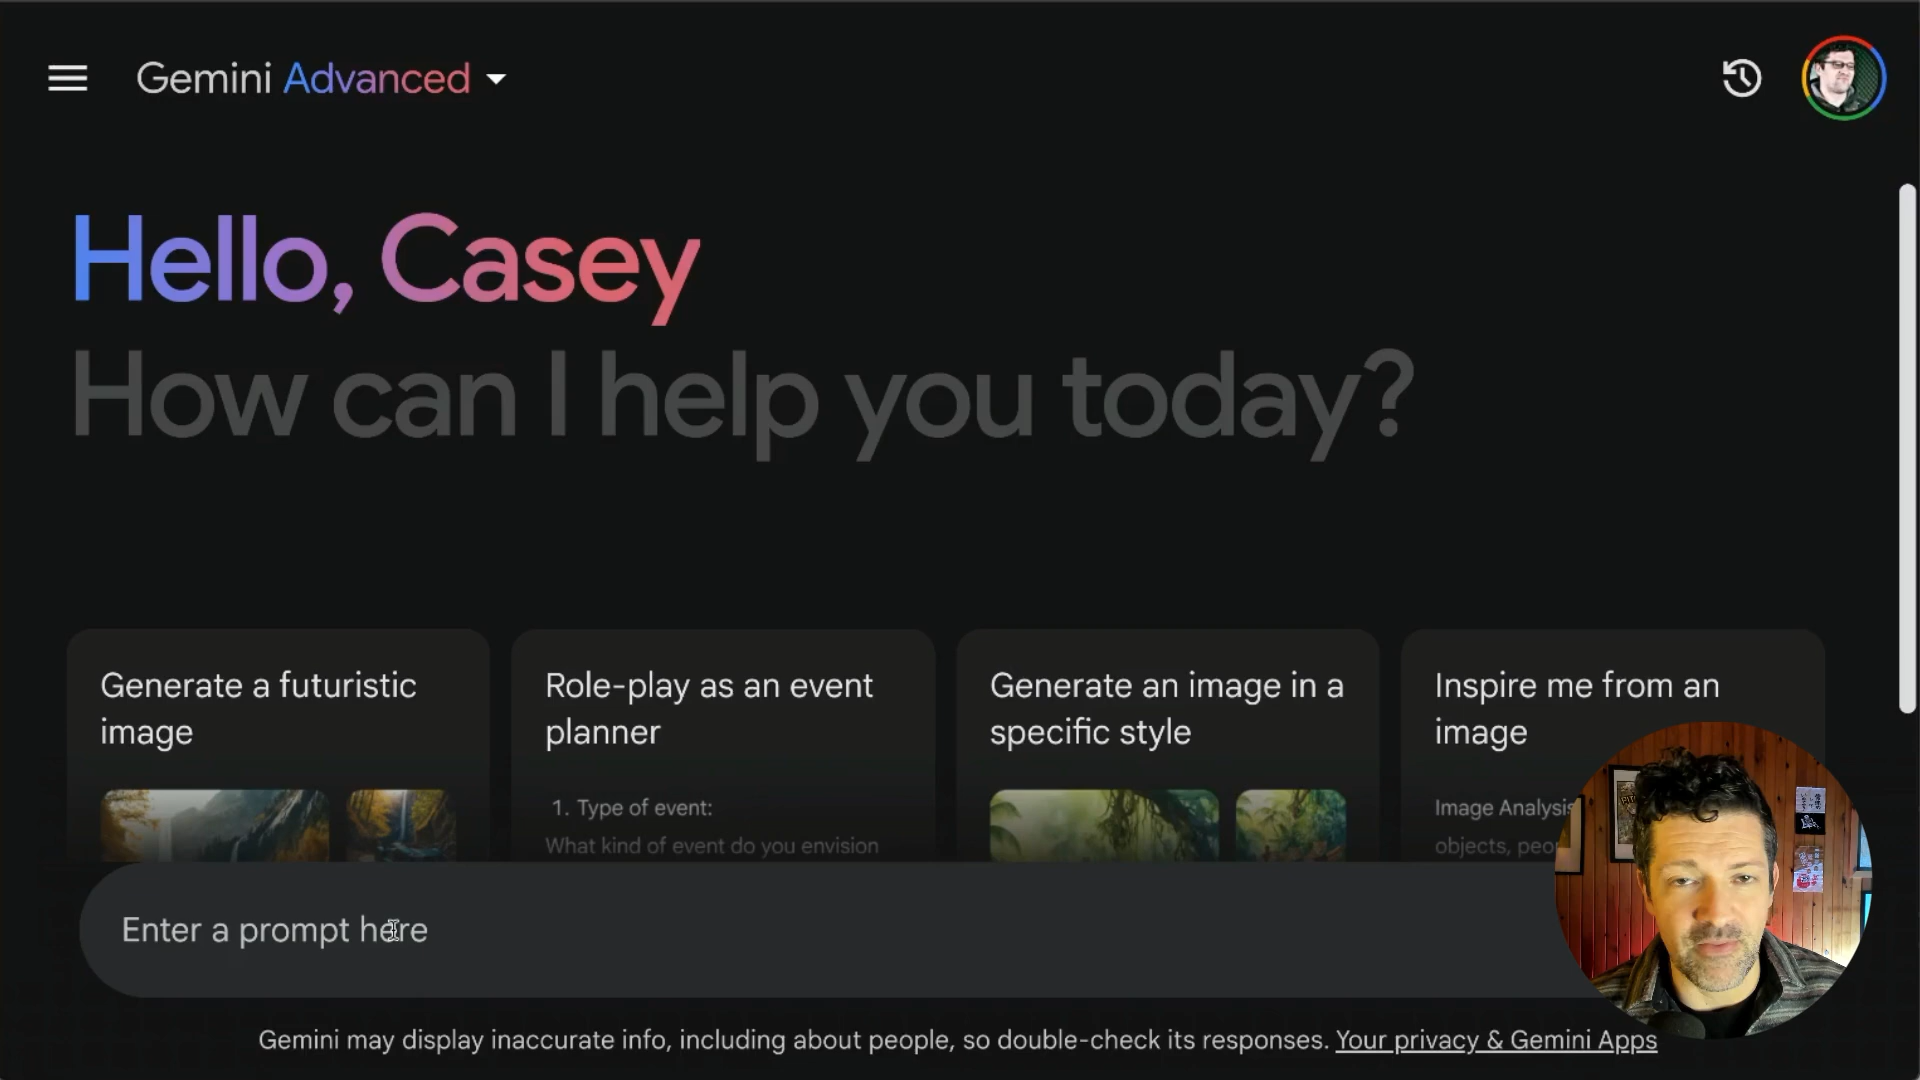 Gemini Advanced
Hello, Casey
How can I help you today?
Generate a futuristic
image
Role-play as an event
planner
1. Type of event:
What kind of event do you envision
Generate an image in a
specific style
Inspire me from an
image
Image Analysis
objects,
Enter a prompt here
Gemini may display inaccurate info, including about people, so double-check its responses. Your privacy & Gemini Apps